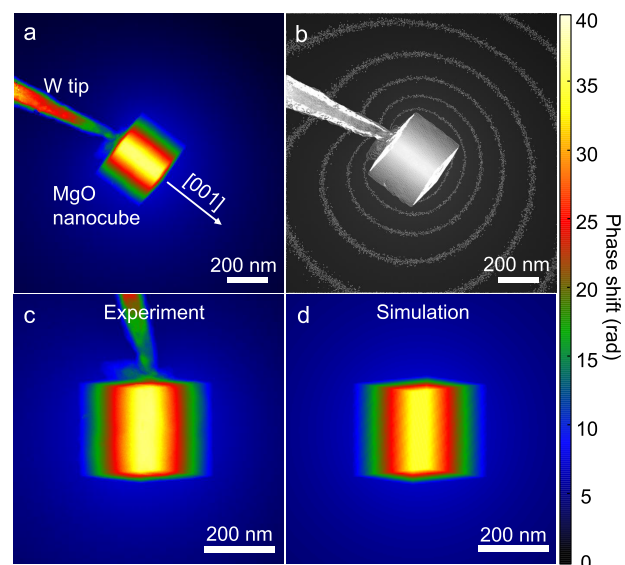 a
W tip
MgO
nanocube
[001]
200 nm
b
200 nm
c
Experiment
200 nm
d
Simulation
200 nm
40
35
30
25
20
15
10
5
0
Phase shift (rad)